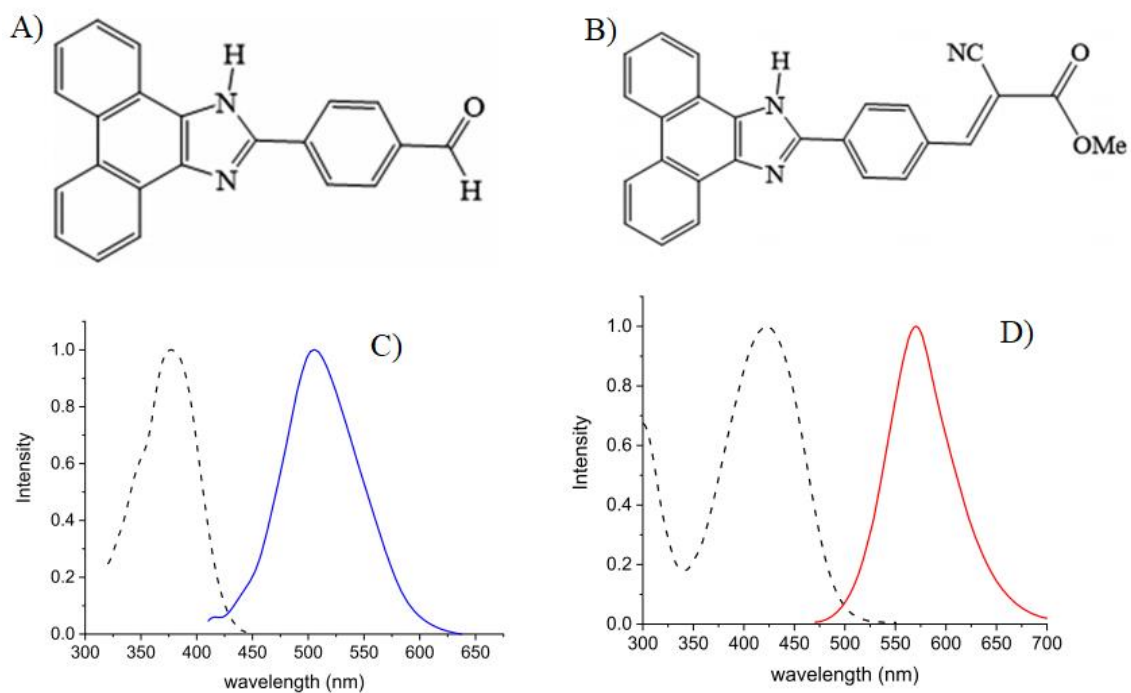 A)
H
N
N
O
H
B)
H
N
N
NC
O
OMe
C)
1.0
0.8
0.6
0.4
0.2
0.0
Intensity
300 350 400 450 500 550 600 650
wavelength (nm)
D)
1.0
0.8
0.6
0.4
0.2
0.0
Intensity
300 350 400 450 500 550 600 650 700
wavelength (nm)